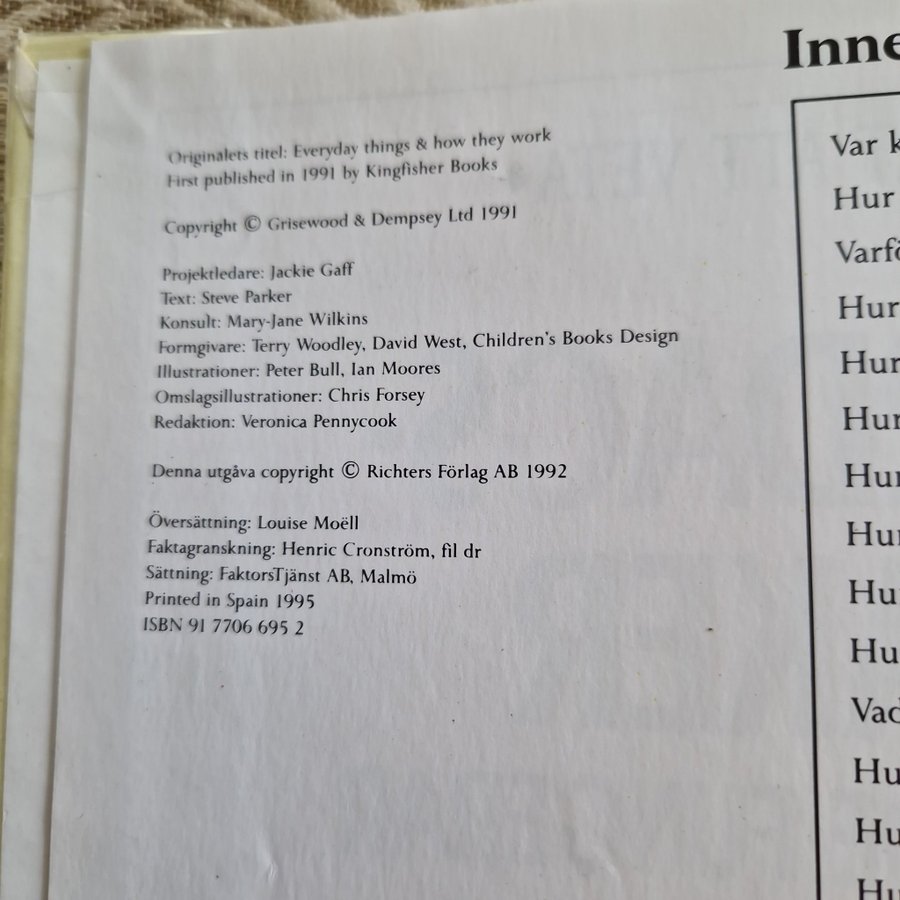 Originalets titel: Everyday things & how they work
First published in 1991 by Kingfisher Books
Copyright © Grisewood & Dempsey Ltd 1991
Projektledare: Jackie Gaff
Text: Steve Parker
Konsult: Mary-Jane Wilkins
Formgivare: Terry Woodley, David West, Children's Books Design
Illustrationer: Peter Bull, Ian Moores
Omslagsillustrationer: Chris Forsey
Redaktion: Veronica Pennycook
Denna utgåva copyright © Richters Förlag AB 1992
Översättning: Louise Moëll
Faktagranskning: Henric Cronström, fil dr
Sättning: FaktorsTjänst AB, Malmö
Printed in Spain 1995
ISBN 91 7706 695 2
Inne
Var k
Hur
Varfö
Hur
Hur
Hur
Hur
Hur
Hu
Hu
Vad
Hu
Hu
Hu